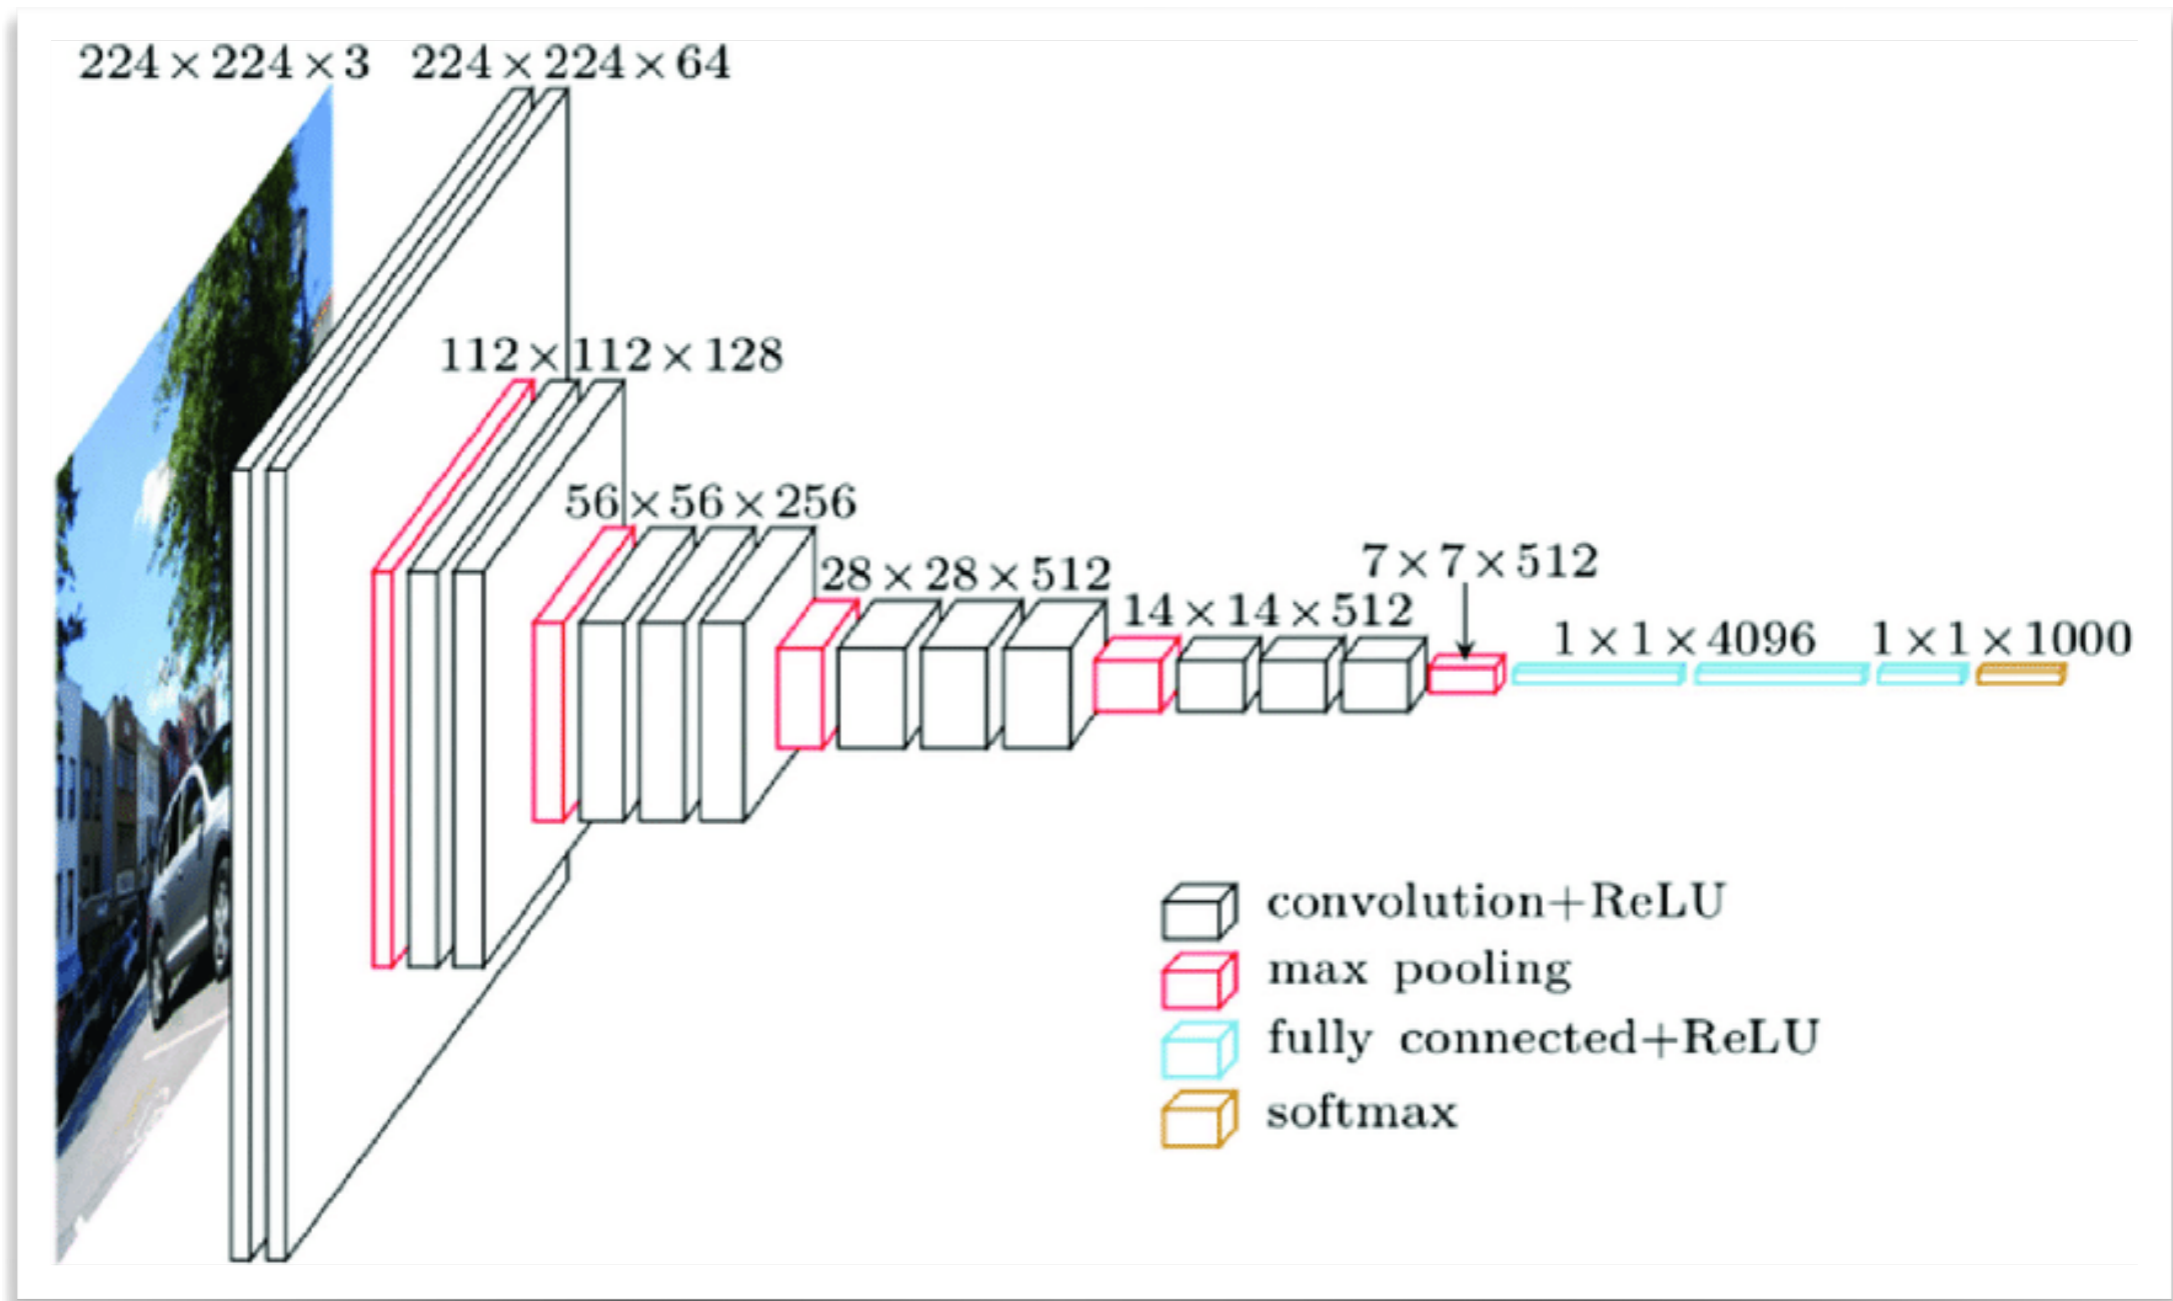 224×224×3
224×224×64
112×112×128
56×56×256
28×28×512
14×14×512
7×7×512
1×1×4096
1×1×1000
convolution+ReLU
max pooling
fully connected+ReLU
softmax